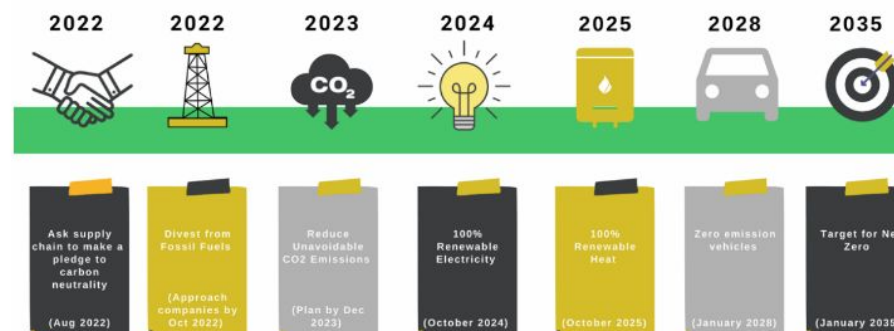 2022
2022
2023
2024
2025
2028
2035
CO2
Ask supply
chain to make a
pledge to
carbon
neutrality
(Aug 2022)
Divest from
Fossil Fuels
(Approach
companies by
Oct 2022)
Reduce
Unavoidable
CO2 Emissions
(Plan by Dec
2023)
100%
Renewable
Electricity
(October 2024)
100%
Renewable
Heat
(October 2025)
Zero emission
vehicles
(January 2028)
Target for Ne
Zero
(January 2035